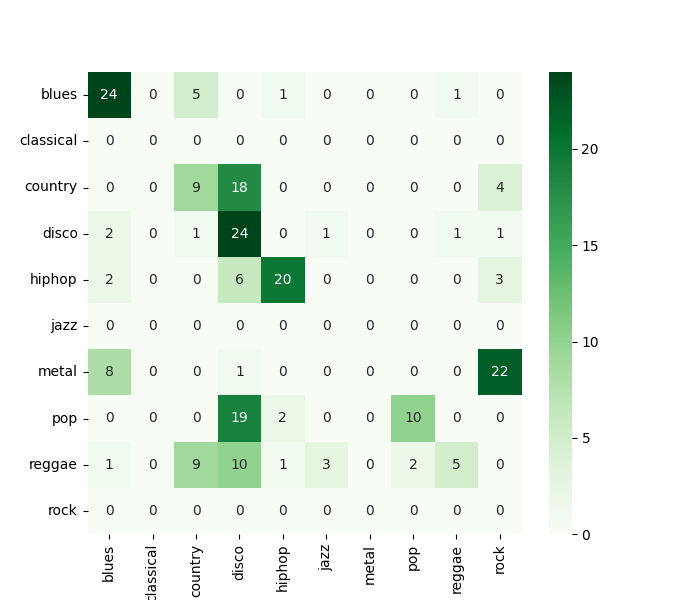 blues 24 0 5 0 1 0 0 0 1 0
classical 0 0 0 0 0 0 0 0 0 0
country 0 0 9 18 0 0 0 0 0 4
disco 2 0 1 24 0 1 0 0 1 1
hiphop 2 0 0 6 20 0 0 0 0 3
jazz 0 0 0 0 0 0 0 0 0 0
metal 8 0 0 1 0 0 0 0 0 22
pop 0 0 0 19 2 0 0 10 0 0
reggae 1 0 9 10 1 3 0 2 5 0
rock 0 0 0 0 0 0 0 0 0 0
blues classical country disco hiphop jazz metal pop reggae rock
20
15
10
5
0